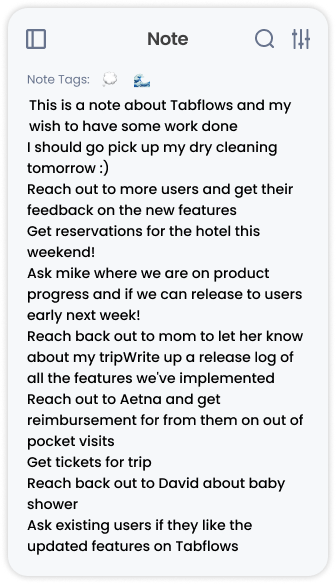 Note
Note Tags: 💭 🌊
This is a note about Tabflows and my
wish to have some work done
I should go pick up my dry cleaning
tomorrow :)
Reach out to more users and get their
feedback on the new features
Get reservations for the hotel this
weekend!
Ask mike where we are on product
progress and if we can release to users
early next week!
Reach back out to mom to let her know
about my tripWrite up a release log of
all the features we've implemented
Reach out to Aetna and get
reimbursement for from them on out of
pocket visits
Get tickets for trip
Reach back out to David about baby
shower
Ask existing users if they like the
updated features on Tabflows